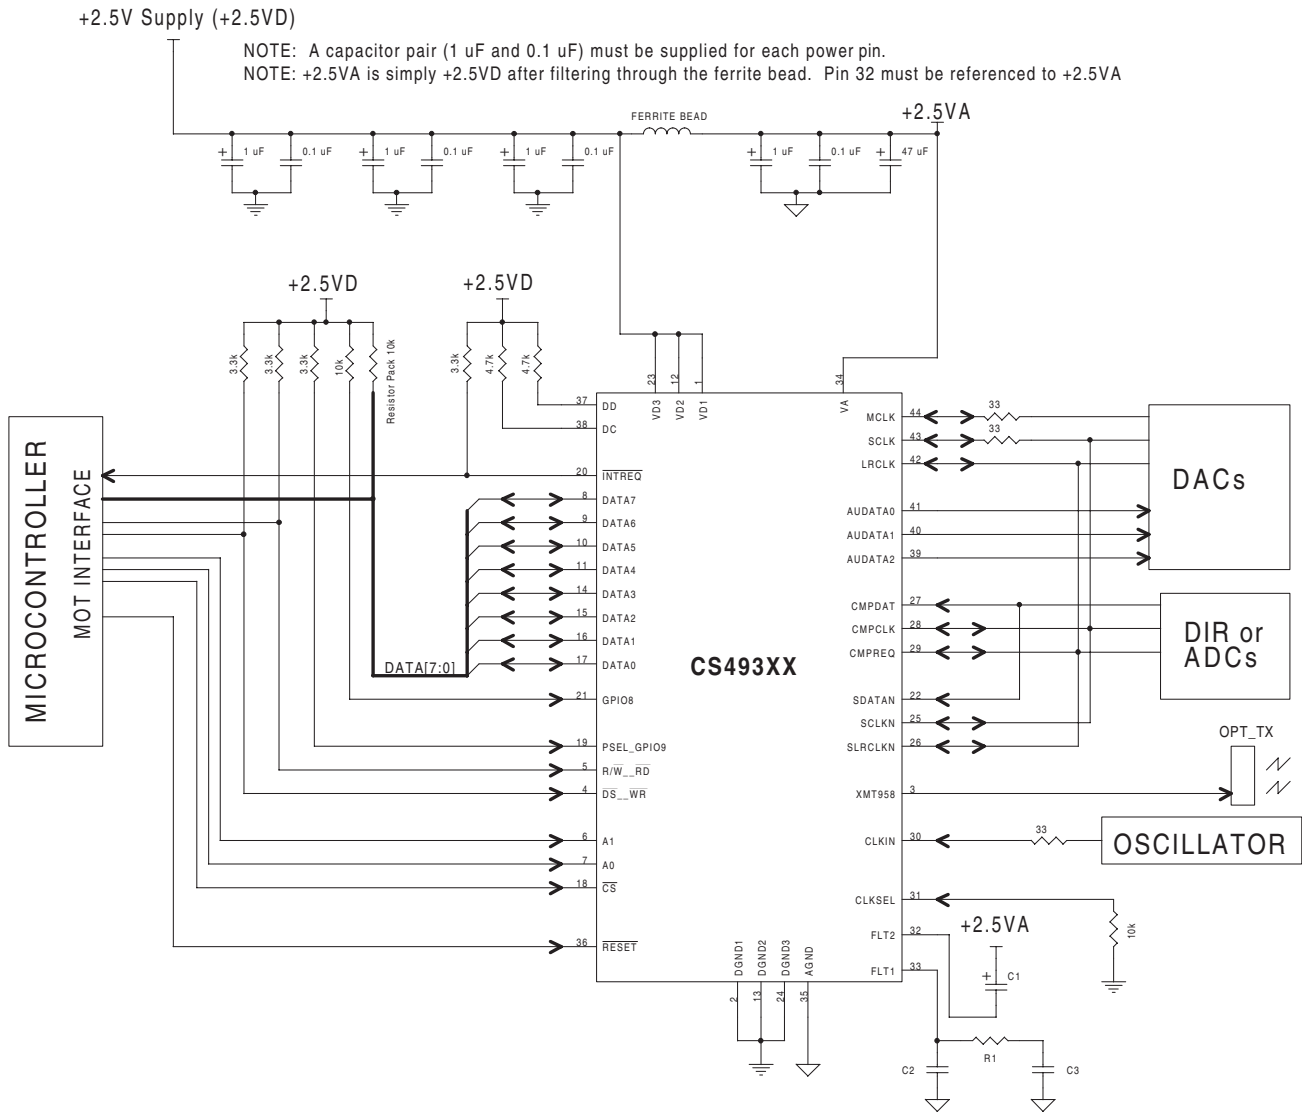 +2.5V Supply (+2.5VD)
NOTE: A capacitor pair (1 uF and 0.1 uF) must be supplied for each power pin.
NOTE: +2.5VA is simply +2.5VD after filtering through the ferrite bead. Pin 32 must be referenced to +2.5VA
FERRITE BEAD
+2.5VA
+ 1 uF
0.1 uF
+ 1 uF
0.1 uF
+ 1 uF
0.1 uF
+ 1 uF
0.1 uF
+ 47 uF
+2.5VD
+2.5VD
3.3k
3.3k
3.3k
10k
Resistor Pack 10k
3.3k
4.7k
4.7k
23
12
1
34
VD3
VD2
VD1
VA
MICROCONTROLLER
MOT INTERFACE
DATA[7:0]
37 DD
38 DC
20 INTREQ
8 DATA7
9 DATA6
10 DATA5
11 DATA4
14 DATA3
15 DATA2
16 DATA1
17 DATA0
21 GPIO8
19 PSEL_GPIO9
5 R/W__RD
4 DS__WR
6 A1
7 A0
18 CS
36 RESET
CS493XX
MCLK 44
33
SCLK 43
33
LRCLK 42
AUDATA0 41
AUDATA1 40
AUDATA2 39
DACs
CMPDAT 27
CMPCLK 28
CMPREQ 29
DIR or
ADCs
SDATAN 22
SCLKN 25
SLRCLKN 26
OPT_TX
XMT958 3
CLKIN 30
33
OSCILLATOR
CLKSEL 31
10k
FLT2 32
+2.5VA
FLT1 33
+ C1
DGND1
DGND2
DGND3
AGND
2
13
24
35
C2
R1
C3